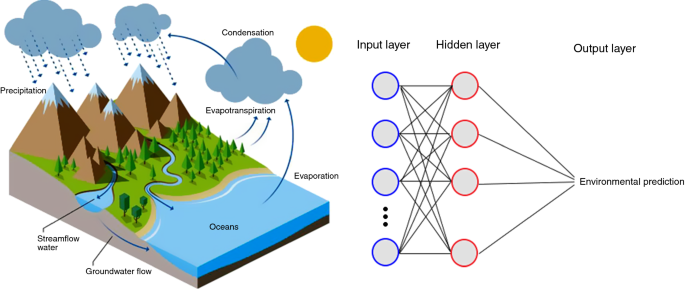 Condensation
Precipitation
Evapotranspiration
Evaporation
Oceans
Streamflow
water
Groundwater flow
Input layer
Hidden layer
Output layer
Environmental prediction